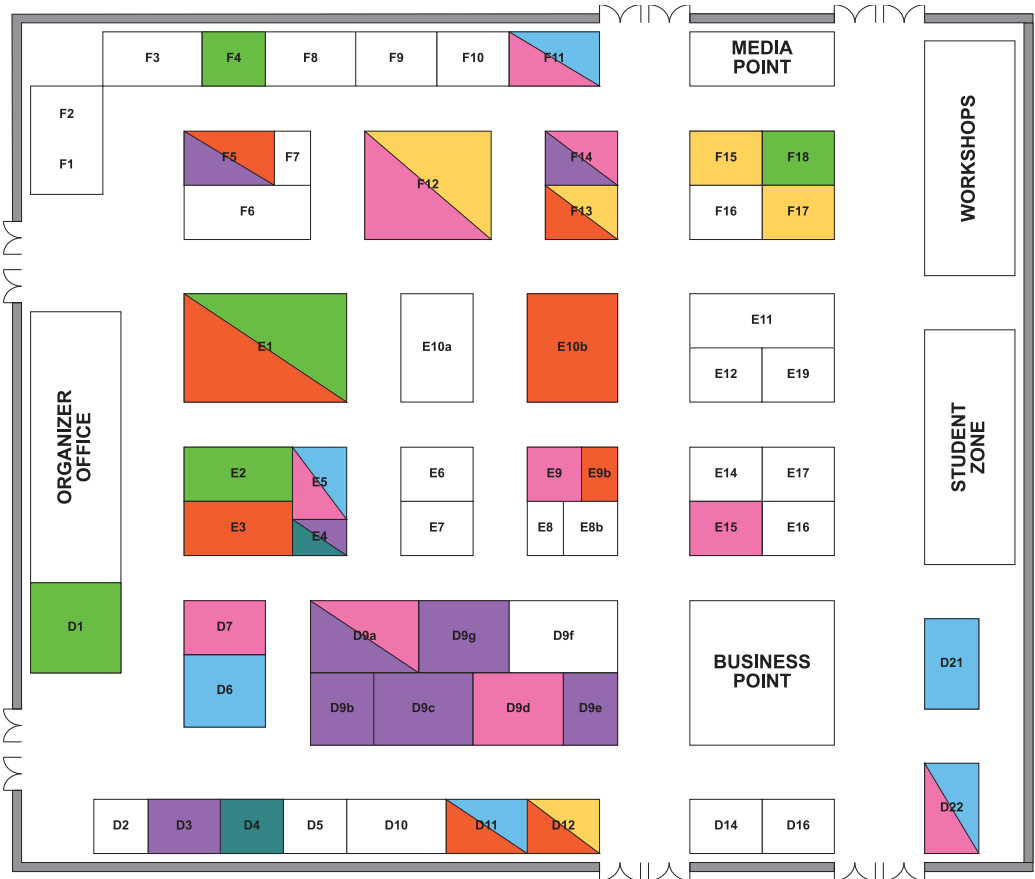 F3
F4
F8
F9
F10
F11
MEDIA
POINT
WORKSHOPS
F2
F1
F5
F7
F6
F12
F14
F13
F15
F18
F16
F17
E1
E10a
E10b
E11
E12
E19
ORGANIZER
OFFICE
STUDENT
ZONE
E2
E5
E3
E4
E6
E7
E9
E9b
E8
E8b
E14
E17
E15
E16
D1
D7
D6
D9a
D9g
D9f
D9b
D9c
D9d
D9e
BUSINESS
POINT
D21
D22
D2
D3
D4
D5
D10
D11
D12
D14
D16